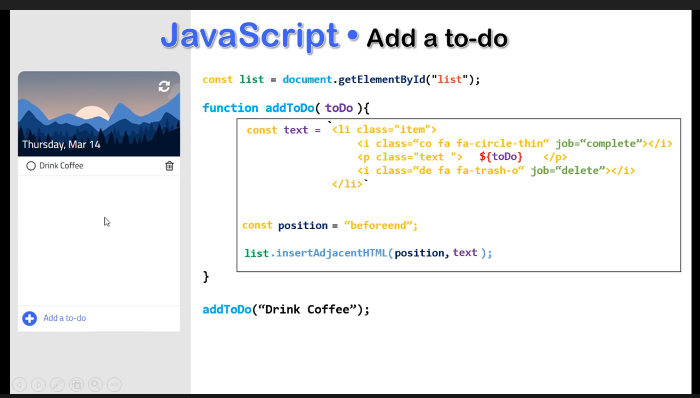 JavaScript • Add a to-do
Thursday, Mar 14
Drink Coffee
Add a to-do
const list = document.getElementById("list");
function addToDo( toDo ){
const text = `<li class="item">
<i class=“co fa fa-circle-thin“ job=“complete”></i>
<p class="text "> ${toDo} </p>
<i class=“de fa fa-trash-o“ job=“delete”></i>
</li>`
const position = “beforeend”;
list.insertAdjacentHTML(position, text );
}
addToDo(“Drink Coffee”);